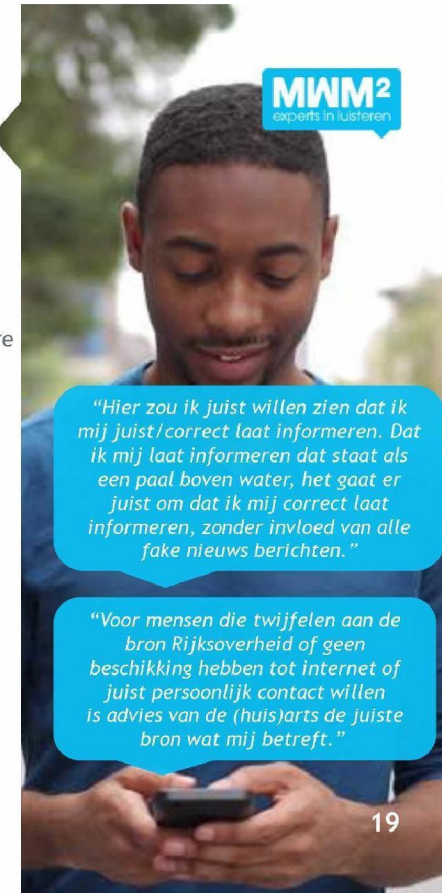 MWM²
experts in luisteren
re
“Hier zou ik juist willen zien dat ik
mij juist/correct laat informeren. Dat
ik mij laat informeren dat staat als
een paal boven water, het gaat er
juist om dat ik mij correct laat
informeren, zonder invloed van alle
fake nieuws berichten.”
“Voor mensen die twijfelen aan de
bron Rijksoverheid of geen
beschikking hebben tot internet of
juist persoonlijk contact willen
is advies van de (huis)arts de juiste
bron wat mij betreft.”
19